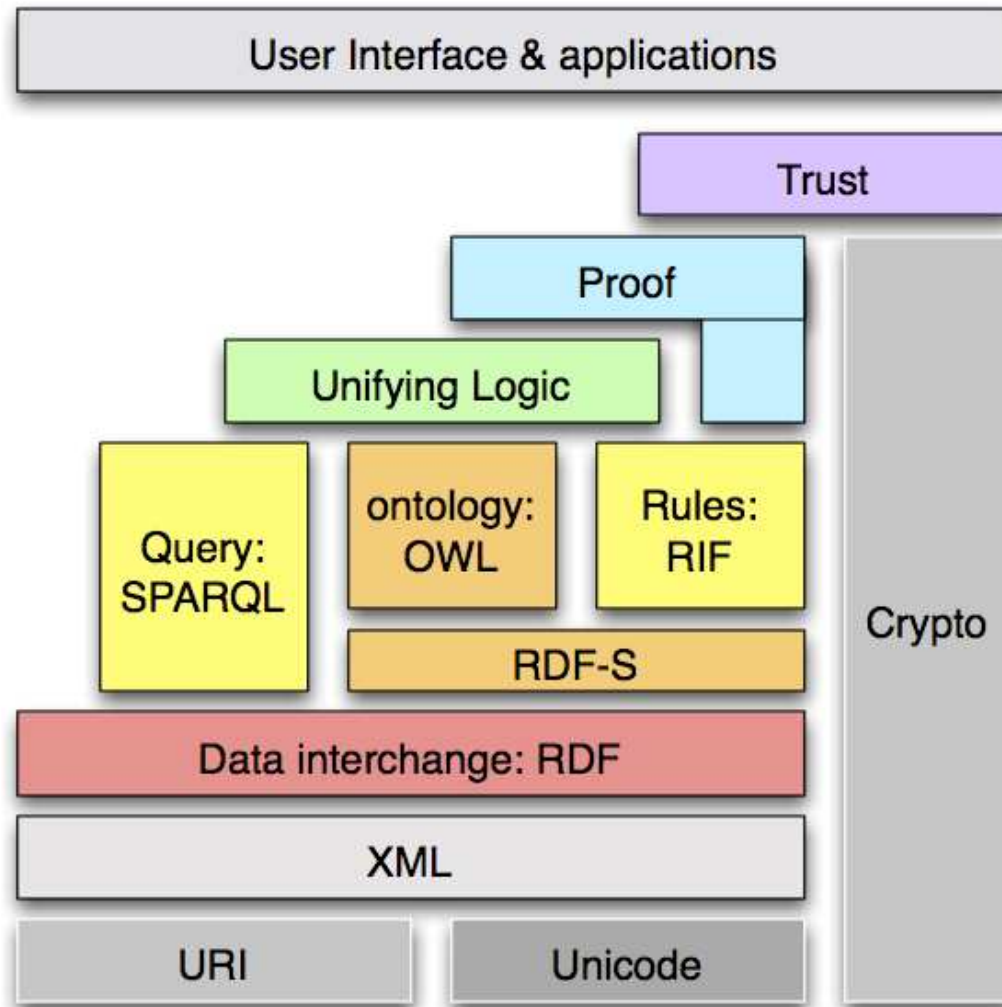 User Interface & applications
Trust
Proof
Unifying Logic
Query:
SPARQL
ontology:
OWL
Rules:
RIF
Crypto
RDF-S
Data interchange: RDF
XML
URI
Unicode